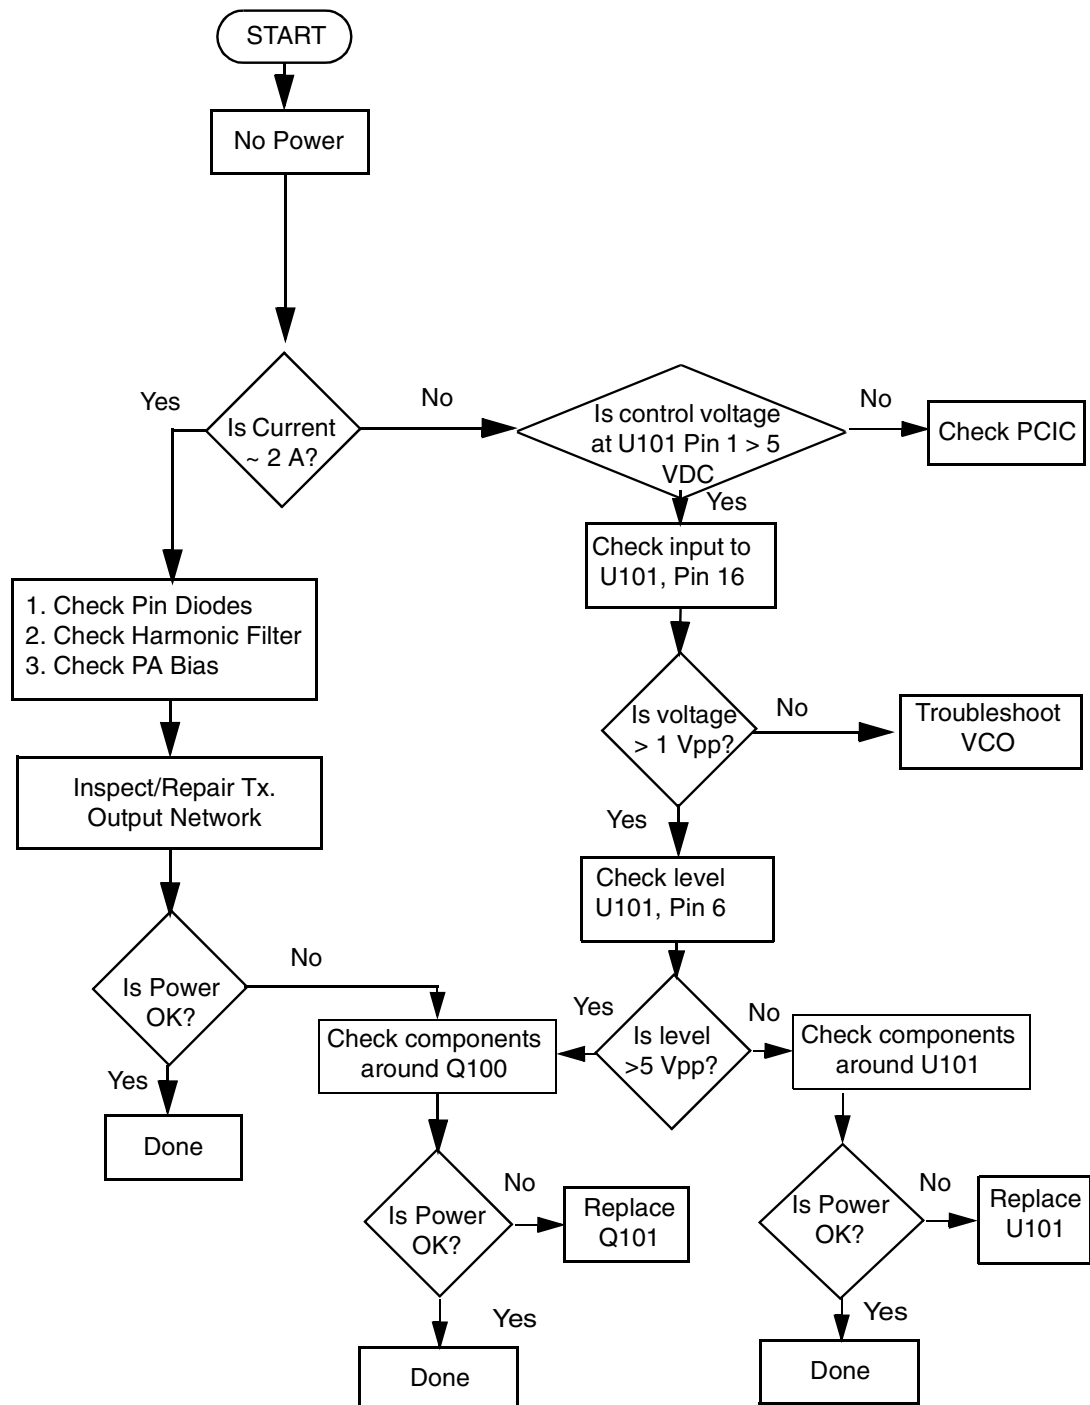 START
No Power
Yes
Is Current
~ 2 A?
No
Is control voltage
at U101 Pin 1 > 5
VDC
No
Check PCIC
Yes
Check input to
U101, Pin 16
1. Check Pin Diodes
2. Check Harmonic Filter
3. Check PA Bias
Is voltage
> 1 Vpp?
No
Troubleshoot
VCO
Inspect/Repair Tx.
Output Network
Yes
Check level
U101, Pin 6
Is Power
OK?
No
Yes
Done
Check components
around Q100
Yes
Is level
>5 Vpp?
No
Check components
around U101
Is Power
OK?
No
Replace
Q101
Yes
Done
Is Power
OK?
No
Replace
U101
Yes
Done